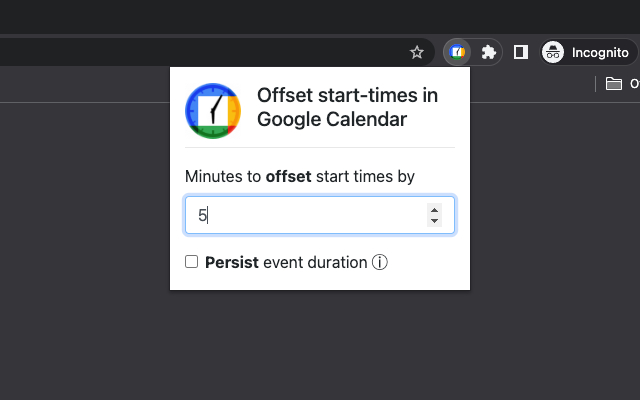 Incognito
Offset start-times in
Google Calendar
Minutes to offset start times by
5
Persist event duration ⓘ